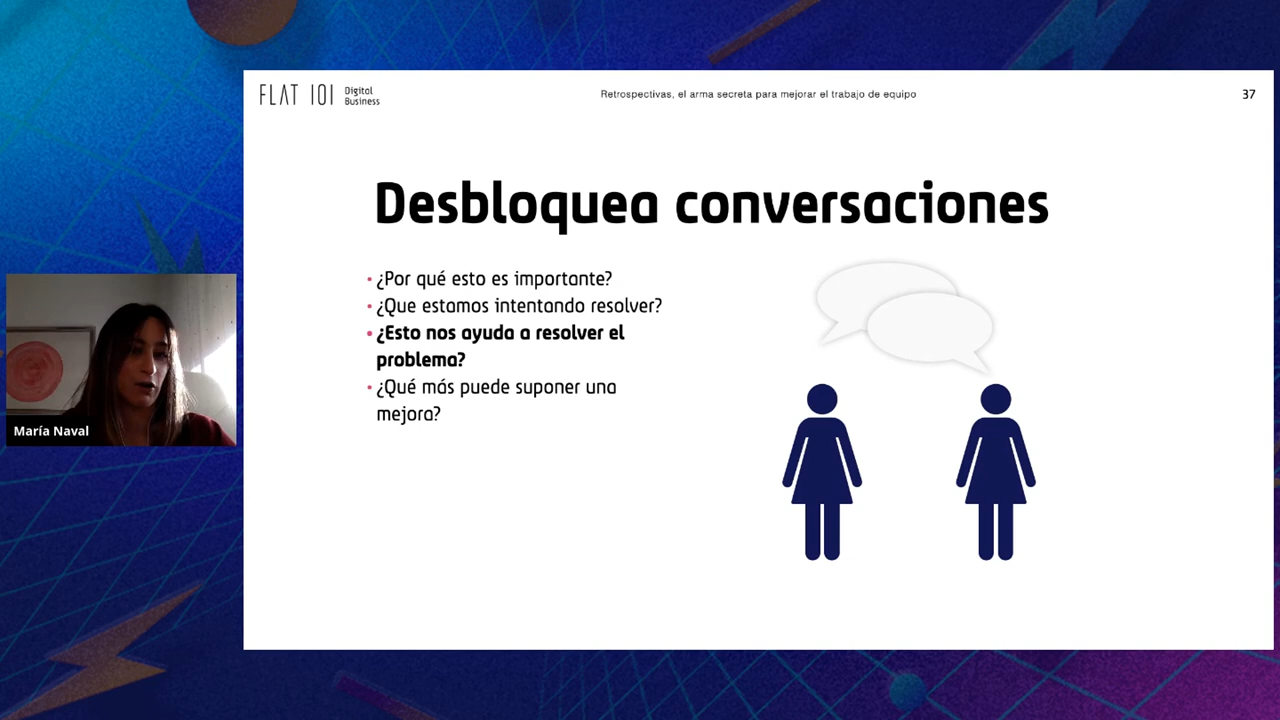 FLAT 101 Digital
Business
Retrospectivas, el arma secreta para mejorar el trabajo de equipo
37
Desbloquea conversaciones
• ¿Por qué esto es importante?
• ¿Que estamos intentando resolver?
• ¿Esto nos ayuda a resolver el
problema?
• ¿Qué más puede suponer una
mejora?
María Naval